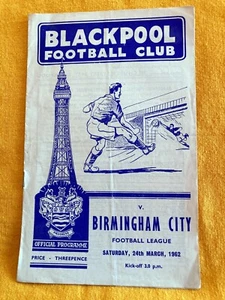 BLACKPOOL
FOOTBALL CLUB
V.
BIRMINGHAM CITY
FOOTBALL LEAGUE
SATURDAY, 24th MARCH, 1962
Kick-off 3.0 p.m.
OFFICIAL PROGRAMME
PRICE - THREEPENCE